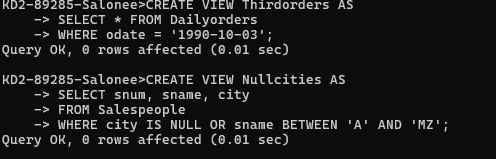 KD2-89285-Salonee>CREATE VIEW Thirdorders AS
    -> SELECT * FROM Dailyorders
    -> WHERE odate = '1990-10-03';
Query OK, 0 rows affected (0.01 sec)

KD2-89285-Salonee>CREATE VIEW Nullcities AS
    -> SELECT snum, sname, city
    -> FROM Salespeople
    -> WHERE city IS NULL OR sname BETWEEN 'A' AND 'MZ';
Query OK, 0 rows affected (0.01 sec)